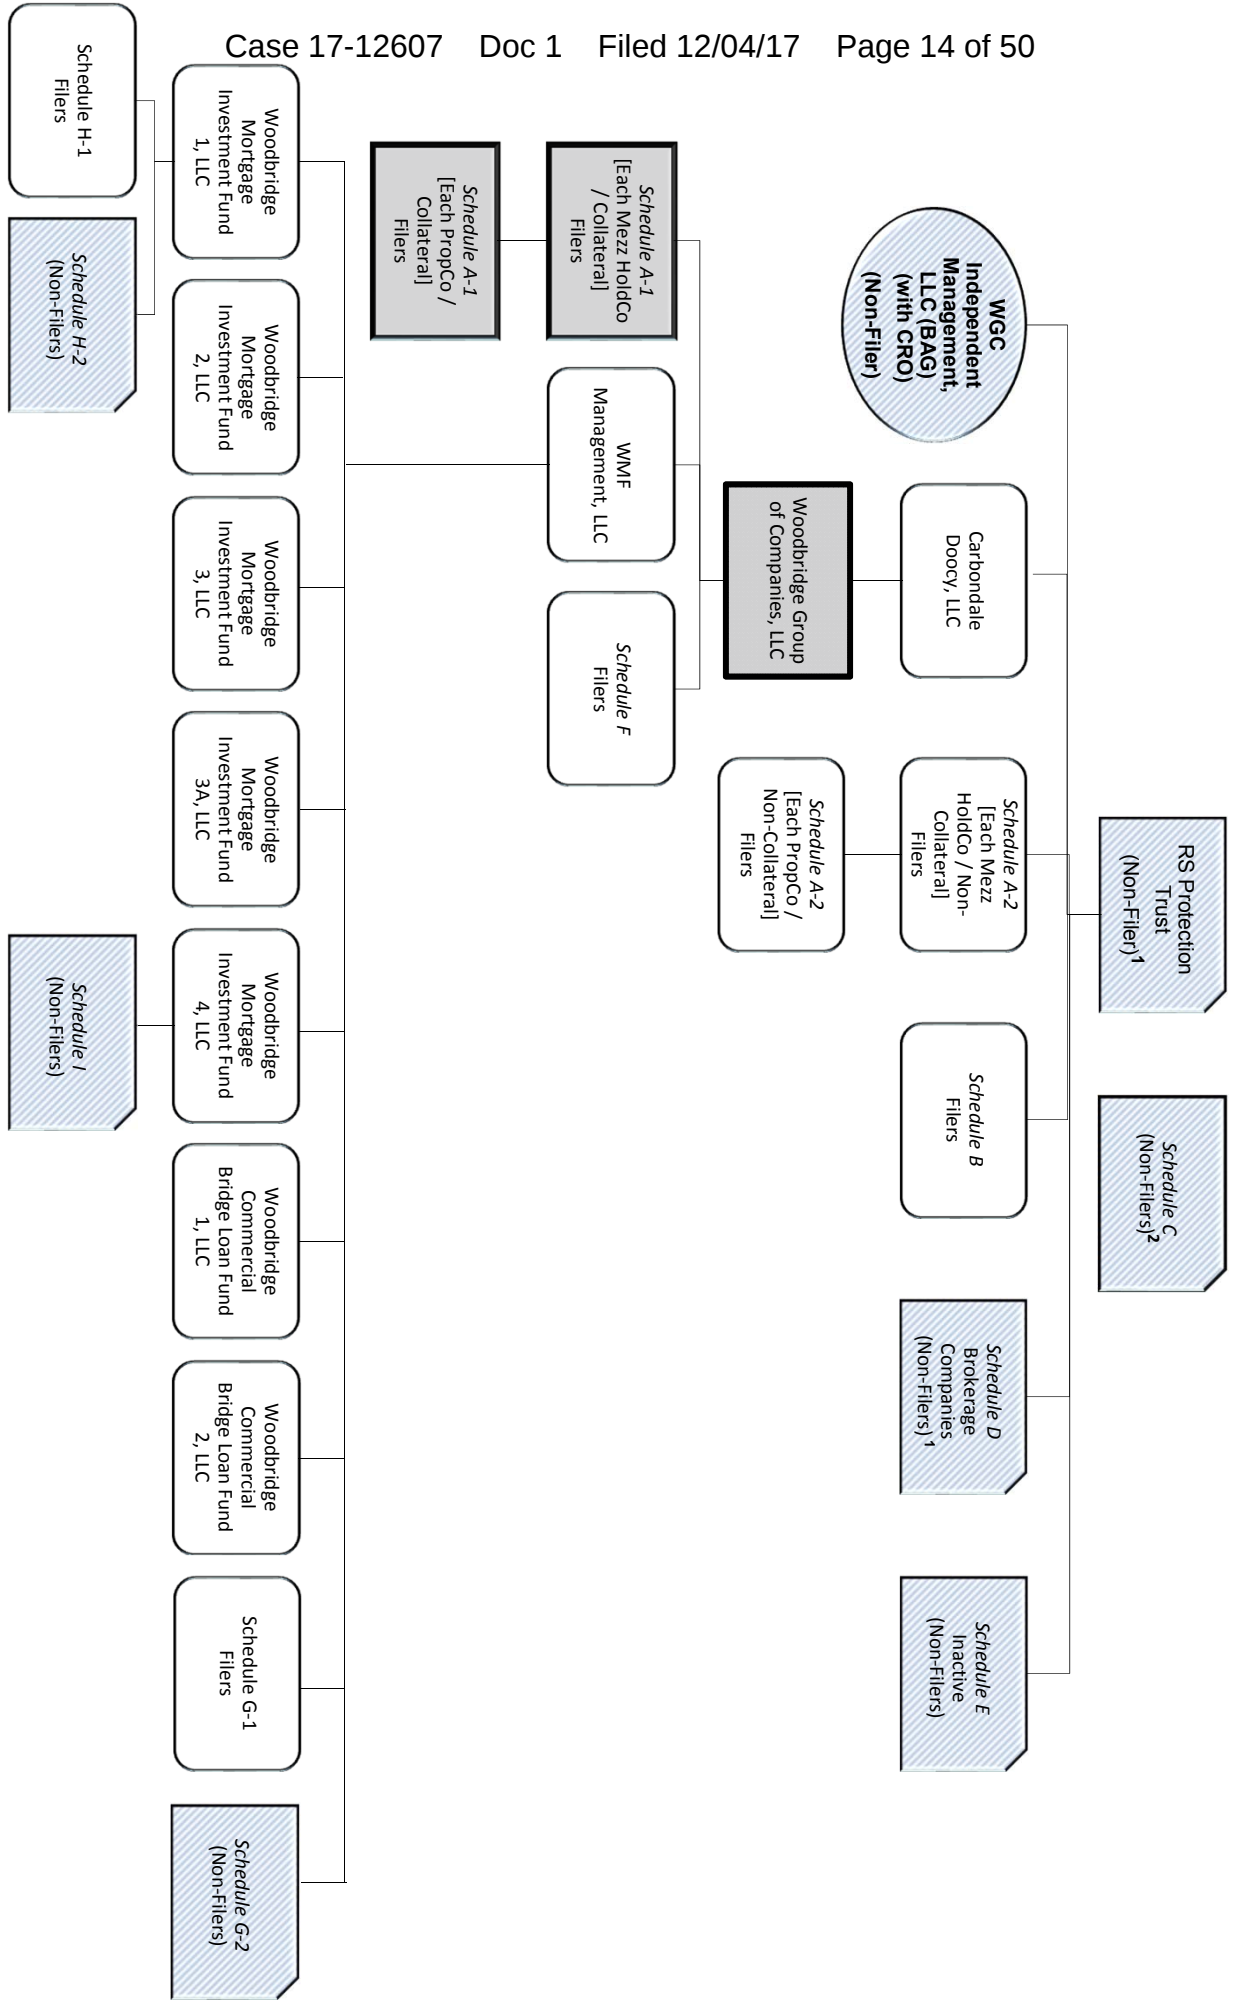 Case 17-12607 Doc 1 Filed 12/04/17 Page 14 of 50
RS Protection
Trust
(Non-Filer)1
Schedule C
(Non-Filers)2
WGC
Independent
Management,
LLC (BAG)
(with CRO)
(Non-Filer)
Carbondale
Doocy, LLC
Schedule A-2
[Each Mezz
HoldCo / Non-
Collateral]
Filers
Schedule B
Filers
Schedule D
Brokerage
Companies
(Non-Filers) 1
Schedule E
Inactive
(Non-Filers)
Woodbridge Group
of Companies, LLC
Schedule A-2
[Each PropCo /
Non-Collateral]
Filers
Schedule A-1
[Each Mezz HoldCo
/ Collateral]
Filers
WMF
Management, LLC
Schedule F
Filers
Schedule A-1
[Each PropCo /
Collateral]
Filers
Woodbridge
Mortgage
Investment Fund
1, LLC
Woodbridge
Mortgage
Investment Fund
2, LLC
Woodbridge
Mortgage
Investment Fund
3, LLC
Woodbridge
Mortgage
Investment Fund
3A, LLC
Woodbridge
Mortgage
Investment Fund
4, LLC
Woodbridge
Commercial
Bridge Loan Fund
1, LLC
Woodbridge
Commercial
Bridge Loan Fund
2, LLC
Schedule G-1
Filers
Schedule G-2
(Non-Filers)
Schedule H-1
Filers
Schedule H-2
(Non-Filers)
Schedule I
(Non-Filers)